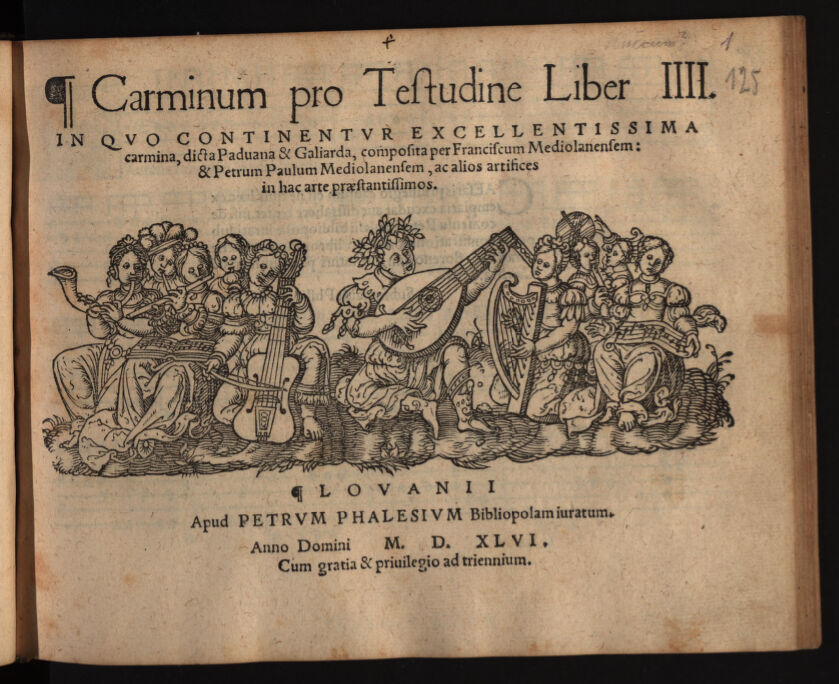 1
125
¶ Carminum pro Teſtudine Liber IIII.
IN QVO CONTINENTVR EXCELLENTISSIMA
carmina, dicta Paduana & Galiarda, compoſita per Franciſcum Mediolanenſem:
& Petrum Paulum Mediolanenſem, ac alios artifices
in hac arte præſtantiſſimos.
¶ LOVANII
Apud PETRVM PHALESIVM Bibliopolam iuratum.
Anno Domini M. D. XLVI.
Cum gratia & priuilegio ad triennium.